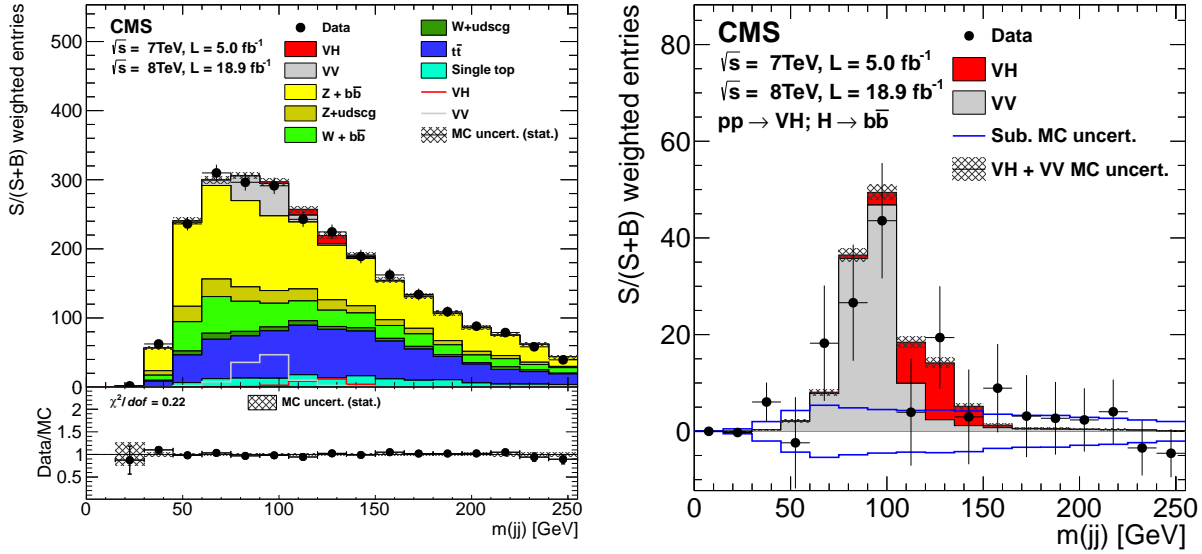 CMS
√s = 7TeV, L = 5.0 fb⁻¹
√s = 8TeV, L = 18.9 fb⁻¹
Data
VH
VV
Z + bb̅
Z+udscg
W + bb̅
W+udscg
tt̅
Single top
VH
VV
MC uncert. (stat.)
S/(S+B) weighted entries
500
400
300
200
100
0
χ²/dof = 0.22
MC uncert. (stat.)
Data/MC
2
1.5
1
0.5
0 50 100 150 200 250
m(jj) [GeV]
CMS
√s = 7TeV, L = 5.0 fb⁻¹
√s = 8TeV, L = 18.9 fb⁻¹
pp → VH; H → bb̅
Data
VH
VV
Sub. MC uncert.
VH + VV MC uncert.
S/(S+B) weighted entries
80
60
40
20
0
0 50 100 150 200 250
m(jj) [GeV]